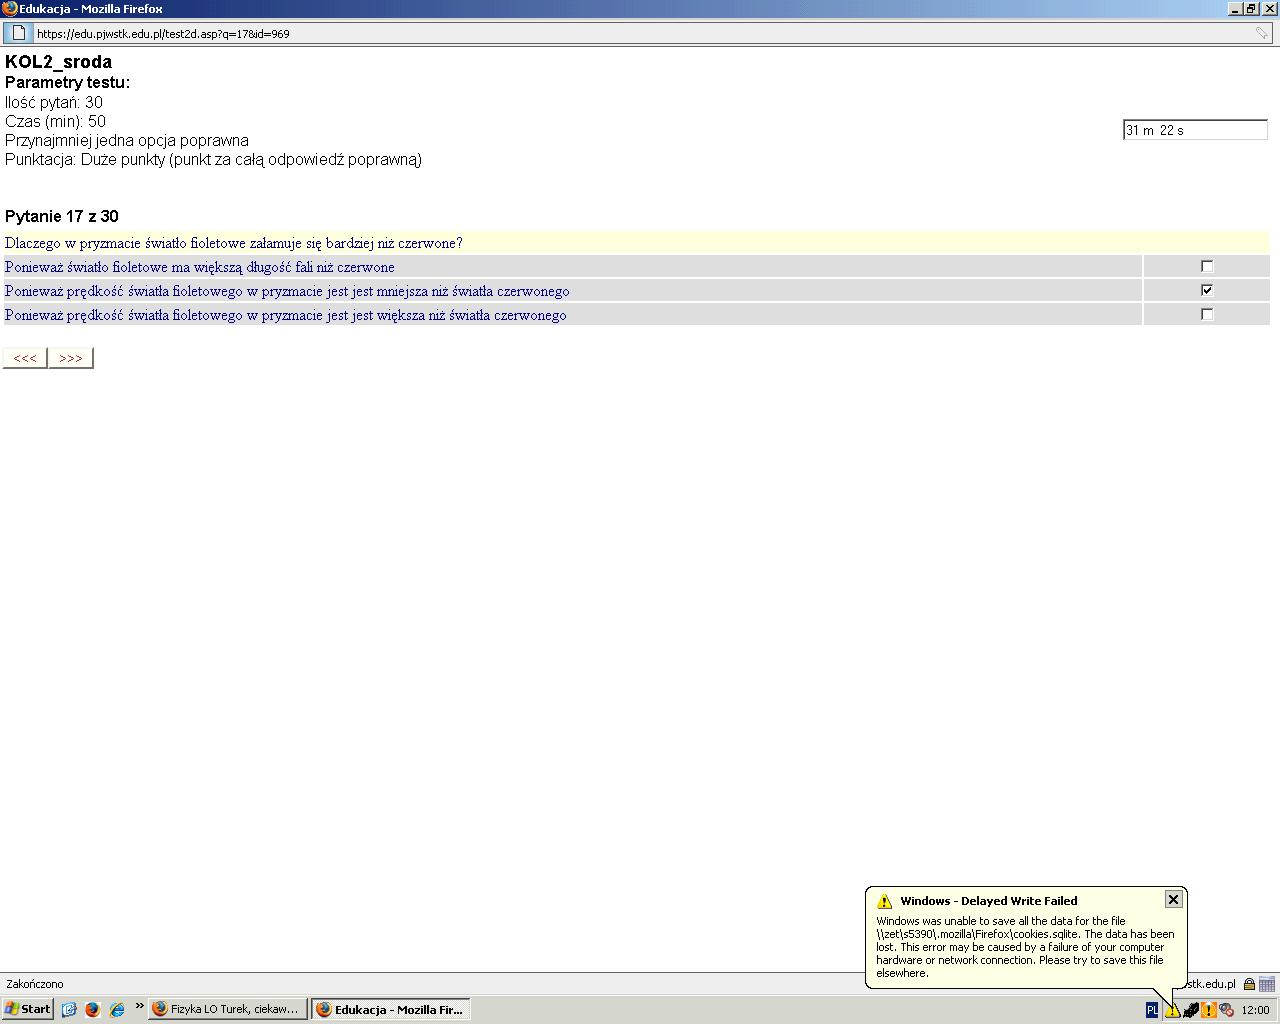 Edukacja - Mozilla Firefox
https://edu.pjwstk.edu.pl/test2d.asp?q=17&id=969
KOL2_sroda
Parametry testu:
Ilość pytań: 30
Czas (min): 50
31 m 22 s
Przynajmniej jedna opcja poprawna
Punktacja: Duże punkty (punkt za całą odpowiedź poprawną)
Pytanie 17 z 30
Dlaczego w pryzmacie światło fioletowe załamuje się bardziej niż czerwone?
Ponieważ światło fioletowe ma większą długość fali niż czerwone
Ponieważ prędkość światła fioletowego w pryzmacie jest jest mniejsza niż światła czerwonego
Ponieważ prędkość światła fioletowego w pryzmacie jest jest większa niż światła czerwonego
<<< >>>
Windows - Delayed Write Failed
Windows was unable to save all the data for the file
\\zet\s5390\.mozilla\Firefox\cookies.sqlite. The data has been
lost. This error may be caused by a failure of your computer
hardware or network connection. Please try to save this file
elsewhere.
Zakończono
stk.edu.pl
Start
»
Fizyka LO Turek, ciekaw...
Edukacja - Mozilla Fir...
PL
12:00